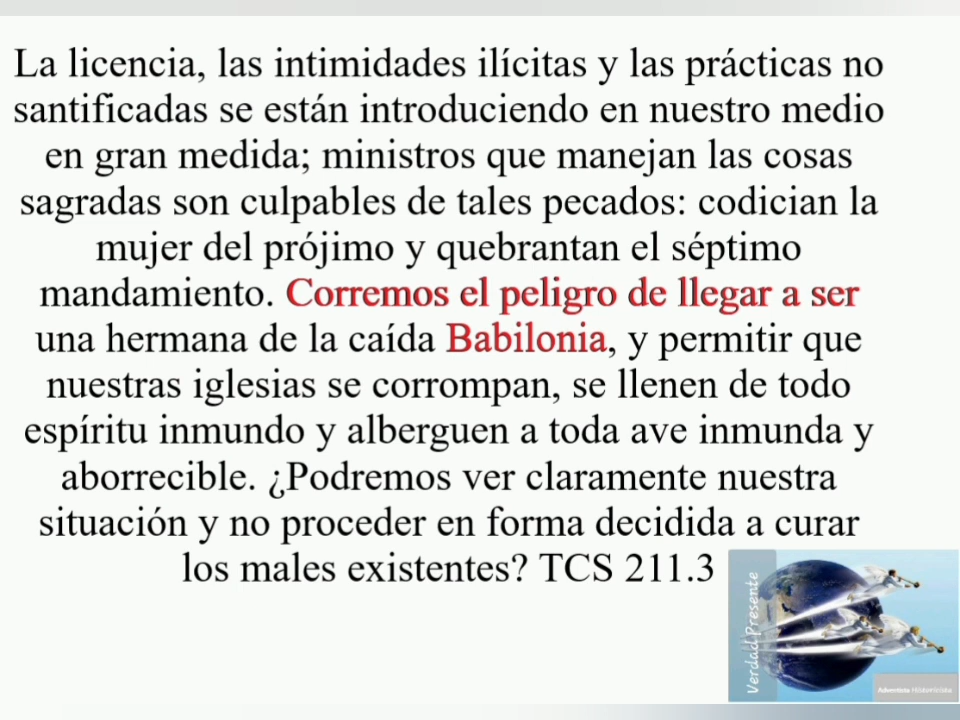 La licencia, las intimidades ilícitas y las prácticas no
santificadas se están introduciendo en nuestro medio
en gran medida; ministros que manejan las cosas
sagradas son culpables de tales pecados: codician la
mujer del prójimo y quebrantan el séptimo
mandamiento. Corremos el peligro de llegar a ser
una hermana de la caída Babilonia, y permitir que
nuestras iglesias se corrompan, se llenen de todo
espíritu inmundo y alberguen a toda ave inmunda y
aborrecible. ¿Podremos ver claramente nuestra
situación y no proceder en forma decidida a curar
los males existentes? TCS 211.3
Verdad Presente
Adventista Historicista